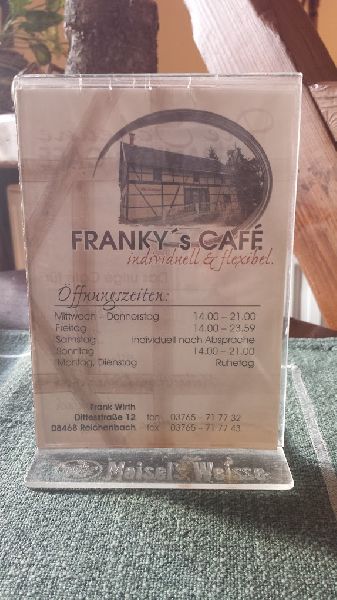 FRANKY´s CAFÉ
individuell & flexibel.
Öffnungszeiten:
Mittwoch - Donnerstag 14.00 - 21.00
Freitag 14.00 - 23.59
Samstag individuell nach Absprache
Sonntag 14.00 - 21.00
Montag, Dienstag Ruhetag
Frank Wirth
Dittesstraße 12 fon 03765 - 71 77 32
08468 Reichenbach fax 03765 - 71 77 43
Maisel's Weisse